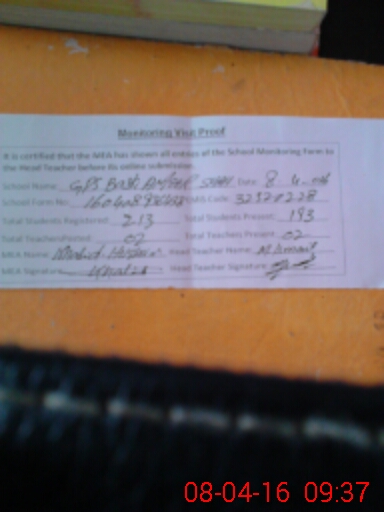 Monitoring Visit Proof
It is certified that the MEA has shown all entries of the School Monitoring Form to
the Head Teacher before its online submission.
School Name: GPS Basti Ameer Shah Date: 8 4
School Form No: EMIS Code: 32320228
Total Students Registered: 213 Total Students Present: 193
Total Teachers Posted: 02 Total Teachers Present: 02
MEA Name: Head Teacher Name:
MEA Signature: Head Teacher Signature:
08-04-16 09:37